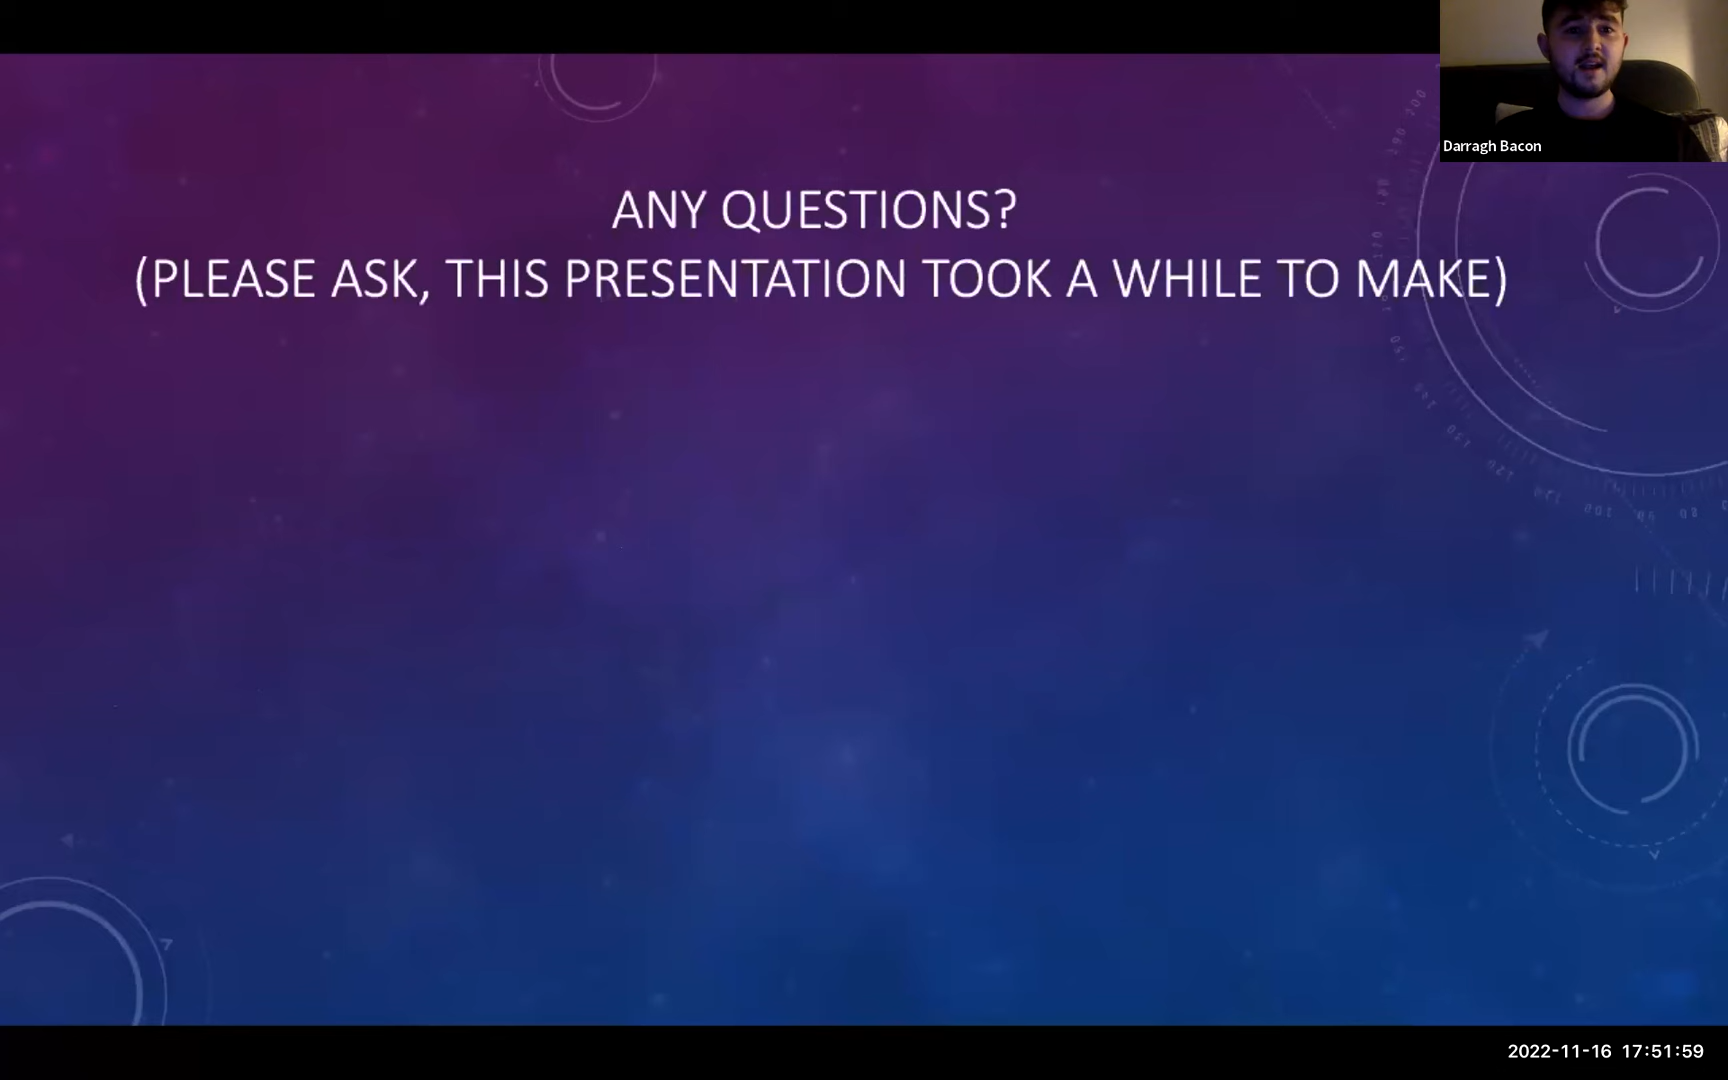 Darragh Bacon
ANY QUESTIONS?
(PLEASE ASK, THIS PRESENTATION TOOK A WHILE TO MAKE)
2022-11-16 17:51:59